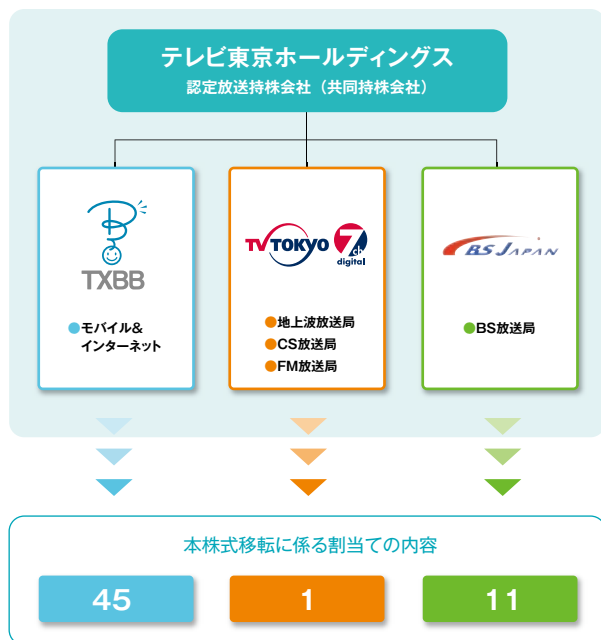 テレビ東京ホールディングス
認定放送持株会社（共同持株会社）
TXBB
●モバイル&
インターネット
TV TOKYO 7ch digital
●地上波放送局
●CS放送局
●FM放送局
BS JAPAN
●BS放送局
本株式移転に係る割当ての内容
45
1
11